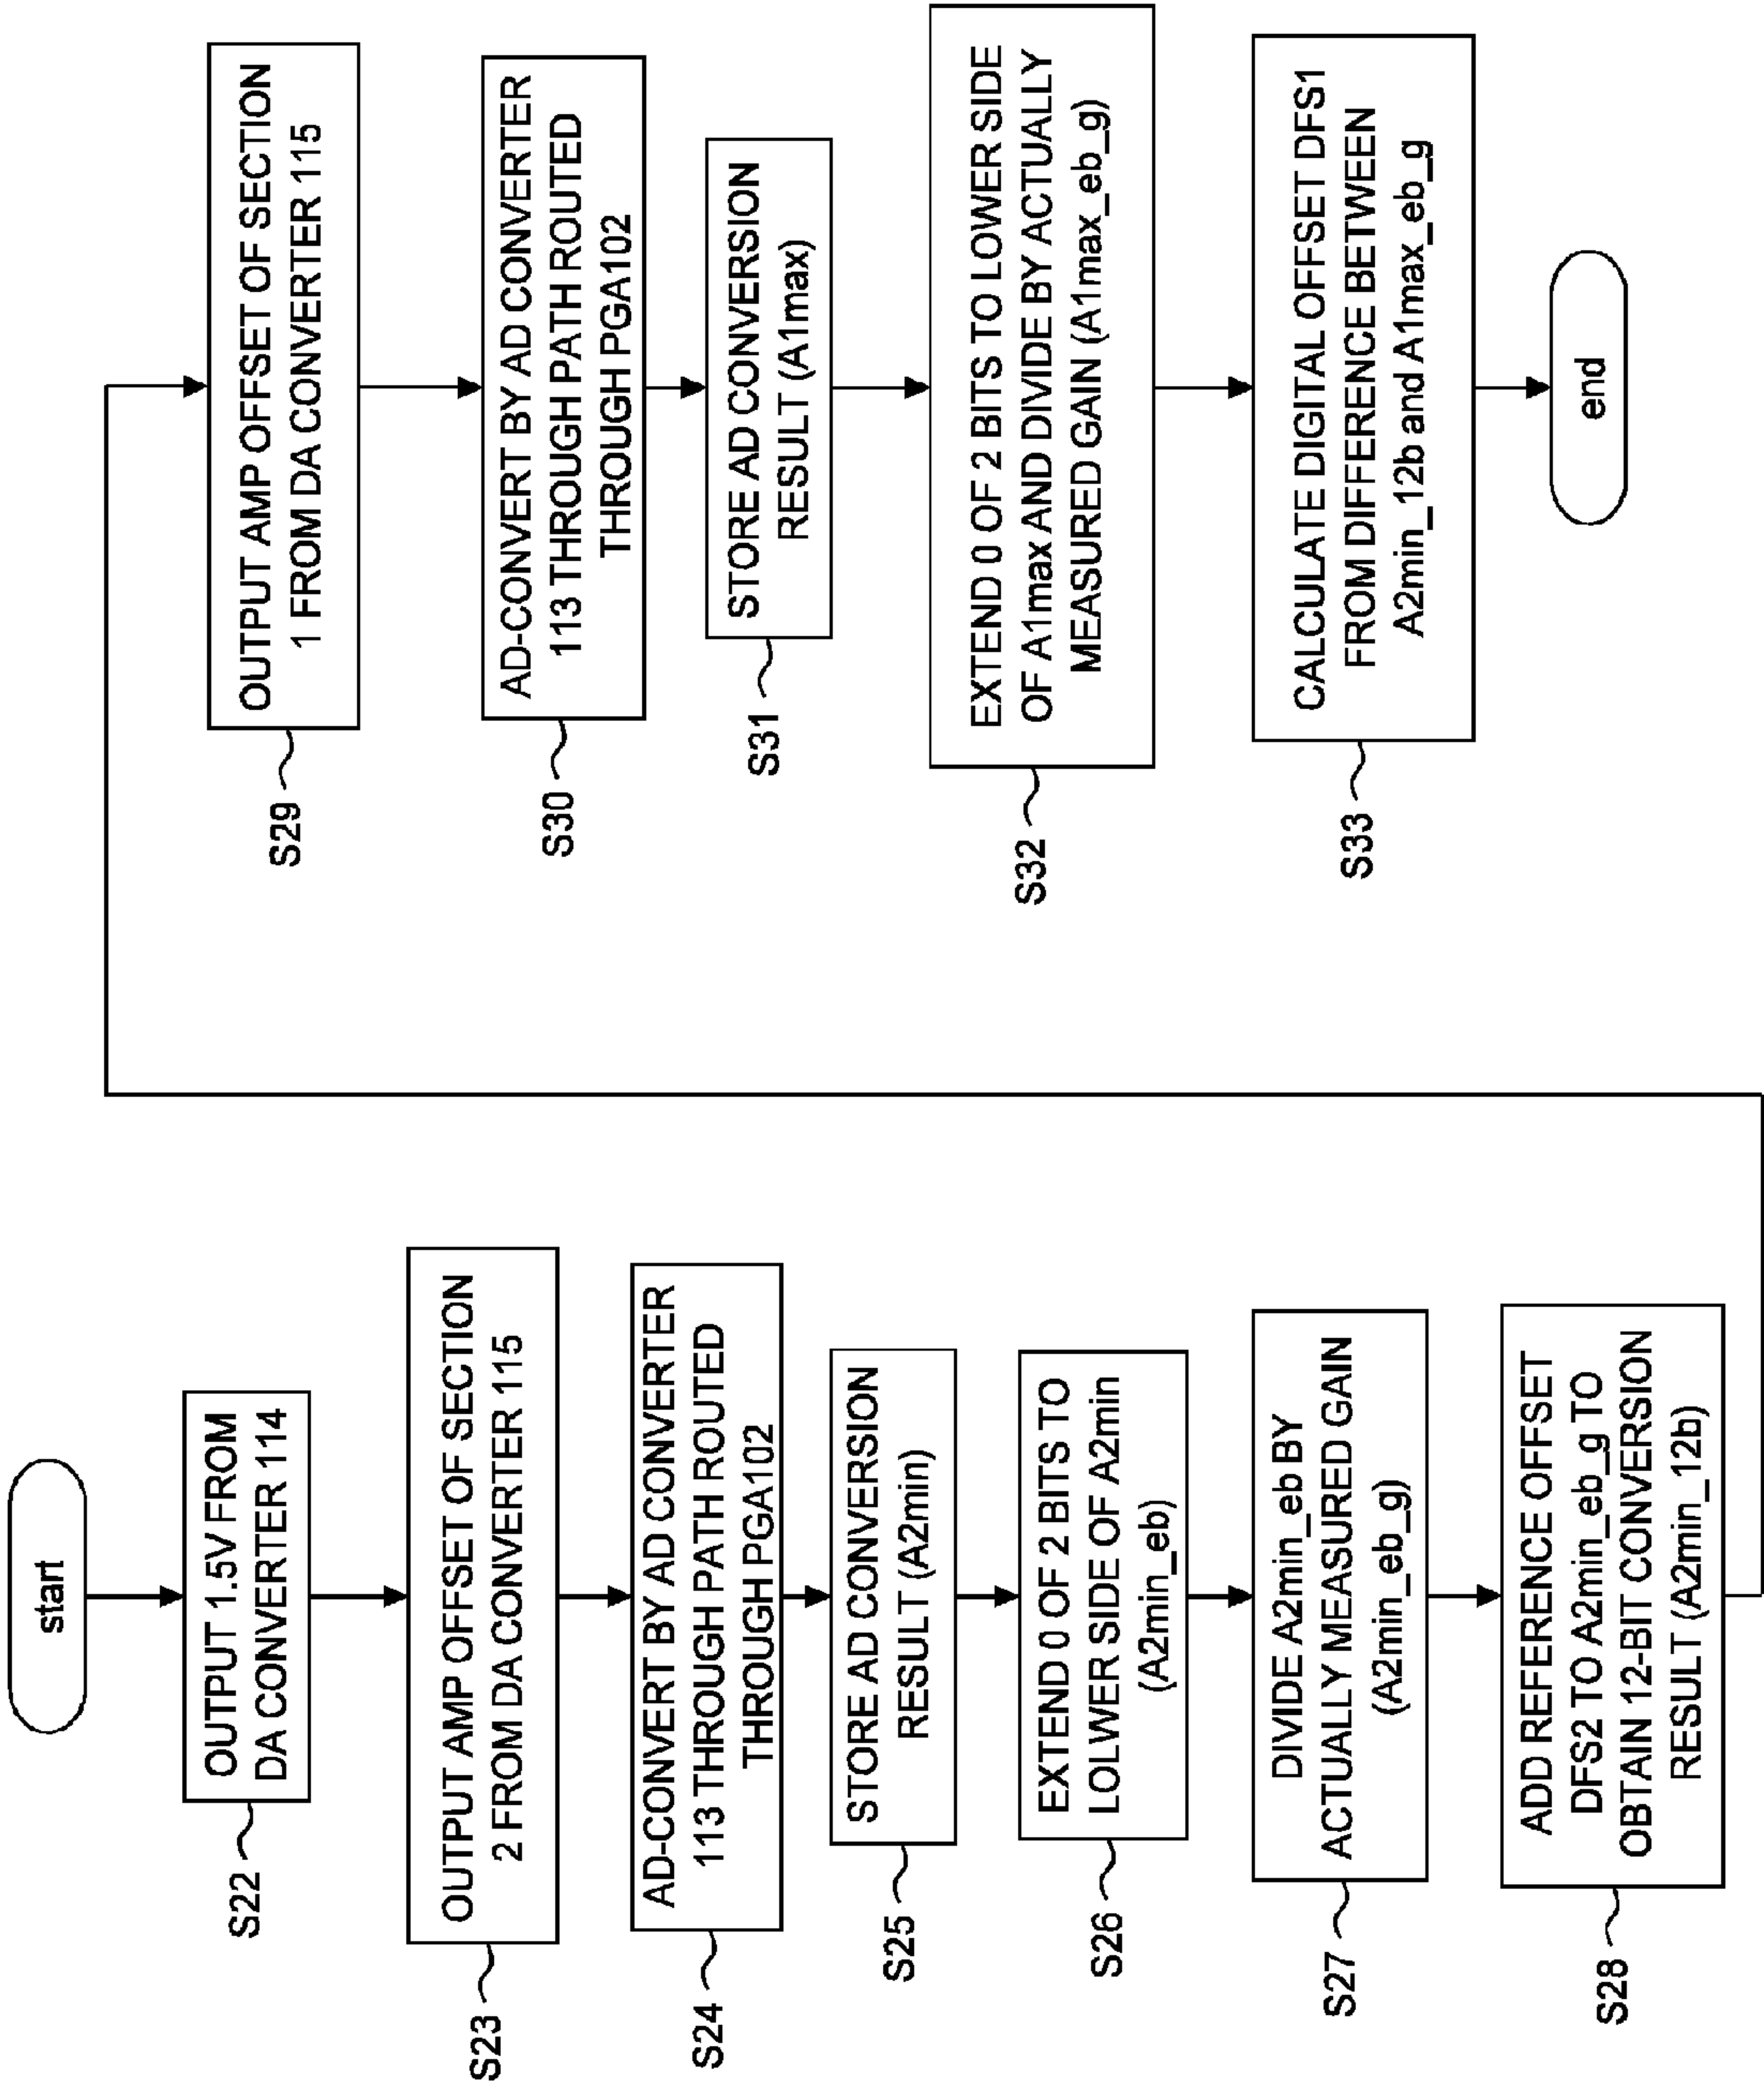 start
S22
OUTPUT 1.5V FROM
DA CONVERTER 114
S23
OUTPUT AMP OFFSET OF SECTION
2 FROM DA CONVERTER 115
S24
AD-CONVERT BY AD CONVERTER
113 THROUGH PATH ROUTED
THROUGH PGA102
S25
STORE AD CONVERSION
RESULT (A2min)
S26
EXTEND 0 OF 2 BITS TO
LOLWER SIDE OF A2min
(A2min_eb)
S27
DIVIDE A2min_eb BY
ACTUALLY MEASURED GAIN
(A2min_eb_g)
S28
ADD REFERENCE OFFSET
DFS2 TO A2min_eb_g TO
OBTAIN 12-BIT CONVERSION
RESULT (A2min_12b)
S29
OUTPUT AMP OFFSET OF SECTION
1 FROM DA CONVERTER 115
S30
AD-CONVERT BY AD CONVERTER
113 THROUGH PATH ROUTED
THROUGH PGA102
S31
STORE AD CONVERSION
RESULT (A1max)
S32
EXTEND 0 OF 2 BITS TO LOWER SIDE
OF A1max AND DIVIDE BY ACTUALLY
MEASURED GAIN (A1max_eb_g)
S33
CALCULATE DIGITAL OFFSET DFS1
FROM DIFFERENCE BETWEEN
A2min_12b and A1max_eb_g
end